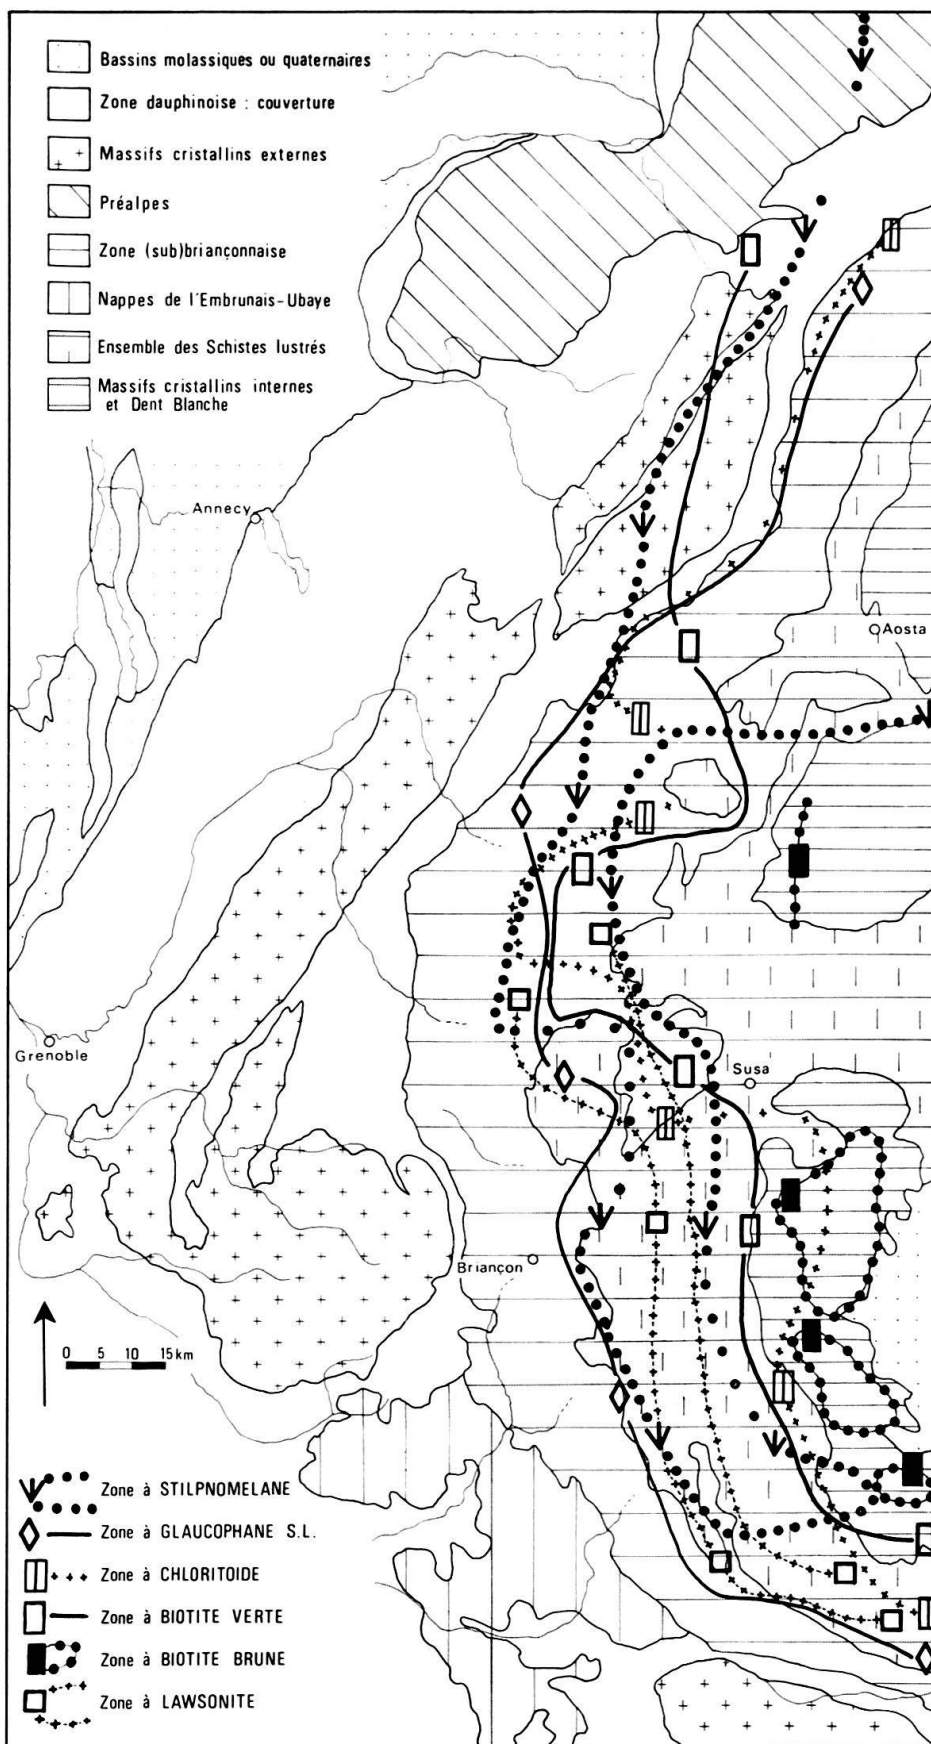 Bassins molassiques ou quaternaires
Zone dauphinoise : couverture
Massifs cristallins externes
Préalpes
Zone (sub)briançonnaise
Nappes de l'Embrunais-Ubaye
Ensemble des Schistes lustrés
Massifs cristallins internes
et Dent Blanche
Annecy
Aosta
Grenoble
Susa
Briançon
0 5 10 15 km
Zone à STILPNOMELANE
Zone à GLAUCOPHANE S.L.
Zone à CHLORITOIDE
Zone à BIOTITE VERTE
Zone à BIOTITE BRUNE
Zone à LAWSONITE